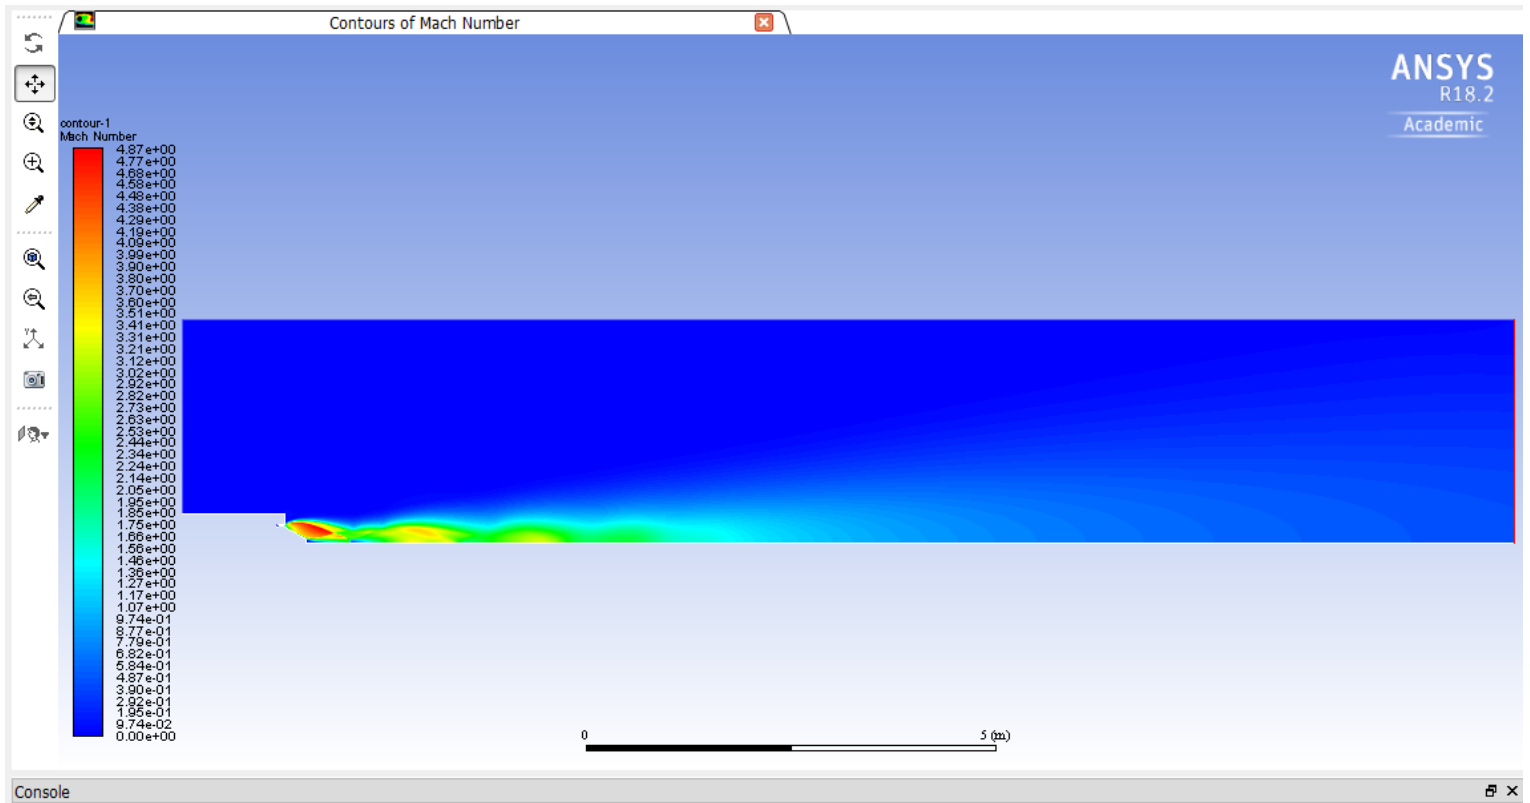 Contours of Mach Number
ANSYS
R18.2
Academic
contour-1
Mach Number
4.87e+00
4.77e+00
4.68e+00
4.58e+00
4.48e+00
4.38e+00
4.29e+00
4.19e+00
4.09e+00
3.99e+00
3.90e+00
3.80e+00
3.70e+00
3.60e+00
3.51e+00
3.41e+00
3.31e+00
3.21e+00
3.12e+00
3.02e+00
2.92e+00
2.82e+00
2.73e+00
2.63e+00
2.53e+00
2.44e+00
2.34e+00
2.24e+00
2.14e+00
2.05e+00
1.95e+00
1.85e+00
1.75e+00
1.66e+00
1.56e+00
1.46e+00
1.36e+00
1.27e+00
1.17e+00
1.07e+00
9.74e-01
8.77e-01
7.79e-01
6.82e-01
5.84e-01
4.87e-01
3.90e-01
2.92e-01
1.95e-01
9.74e-02
0.00e+00
0 5 (m)
Console